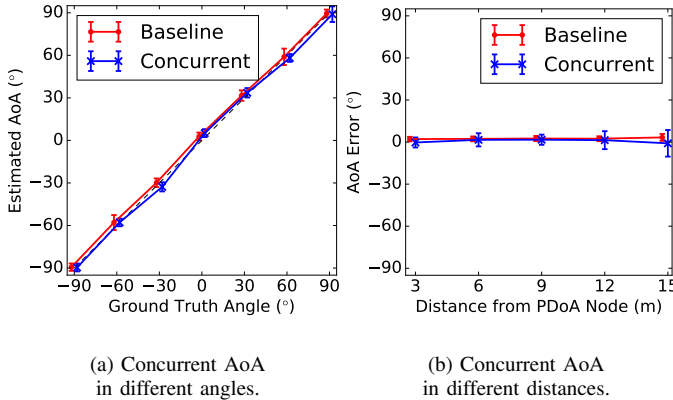 90
60
30
0
−30
−60
−90
Estimated AoA (°)
Baseline
Concurrent
−90 −60 −30 0 30 60 90
Ground Truth Angle (°)
90
60
30
0
−30
−60
−90
AoA Error (°)
Baseline
Concurrent
3 6 9 12 15
Distance from PDoA Node (m)
(a) Concurrent AoA
in different angles.
(b) Concurrent AoA
in different distances.